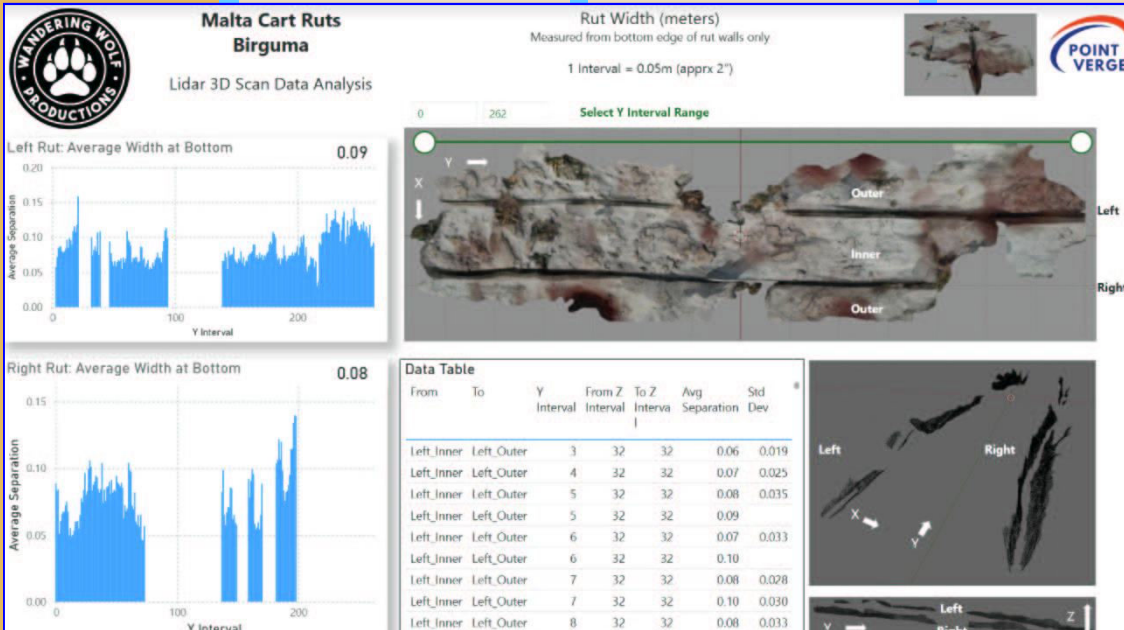 WANDERING WOLF
PRODUCTIONS
Malta Cart Ruts
Birguma
Lidar 3D Scan Data Analysis
Rut Width (meters)
Measured from bottom edge of rut walls only
1 Interval = 0.05m (apprx 2")
POINT
VERGE
0 262 Select Y Interval Range
Left Rut: Average Width at Bottom 0.09
Average Separation
0.20
0.15
0.10
0.05
0.00
0 100 200
Y Interval
Y
X
Outer
Inner
Outer
Left
Right
Right Rut: Average Width at Bottom 0.08
Average Separation
0.15
0.10
0.05
0.00
0 100 200
Y Interval
Data Table
From To Y From Z To Z Avg Std
Interval Interval Interva Separation Dev
l
Left_Inner Left_Outer 3 32 32 0.06 0.019
Left_Inner Left_Outer 4 32 32 0.07 0.025
Left_Inner Left_Outer 5 32 32 0.08 0.035
Left_Inner Left_Outer 5 32 32 0.09
Left_Inner Left_Outer 6 32 32 0.07 0.033
Left_Inner Left_Outer 6 32 32 0.10
Left_Inner Left_Outer 7 32 32 0.08 0.028
Left_Inner Left_Outer 7 32 32 0.10 0.030
Left_Inner Left_Outer 8 32 32 0.08 0.033
Left
Right
X
Y
Left
Right
Y
Z